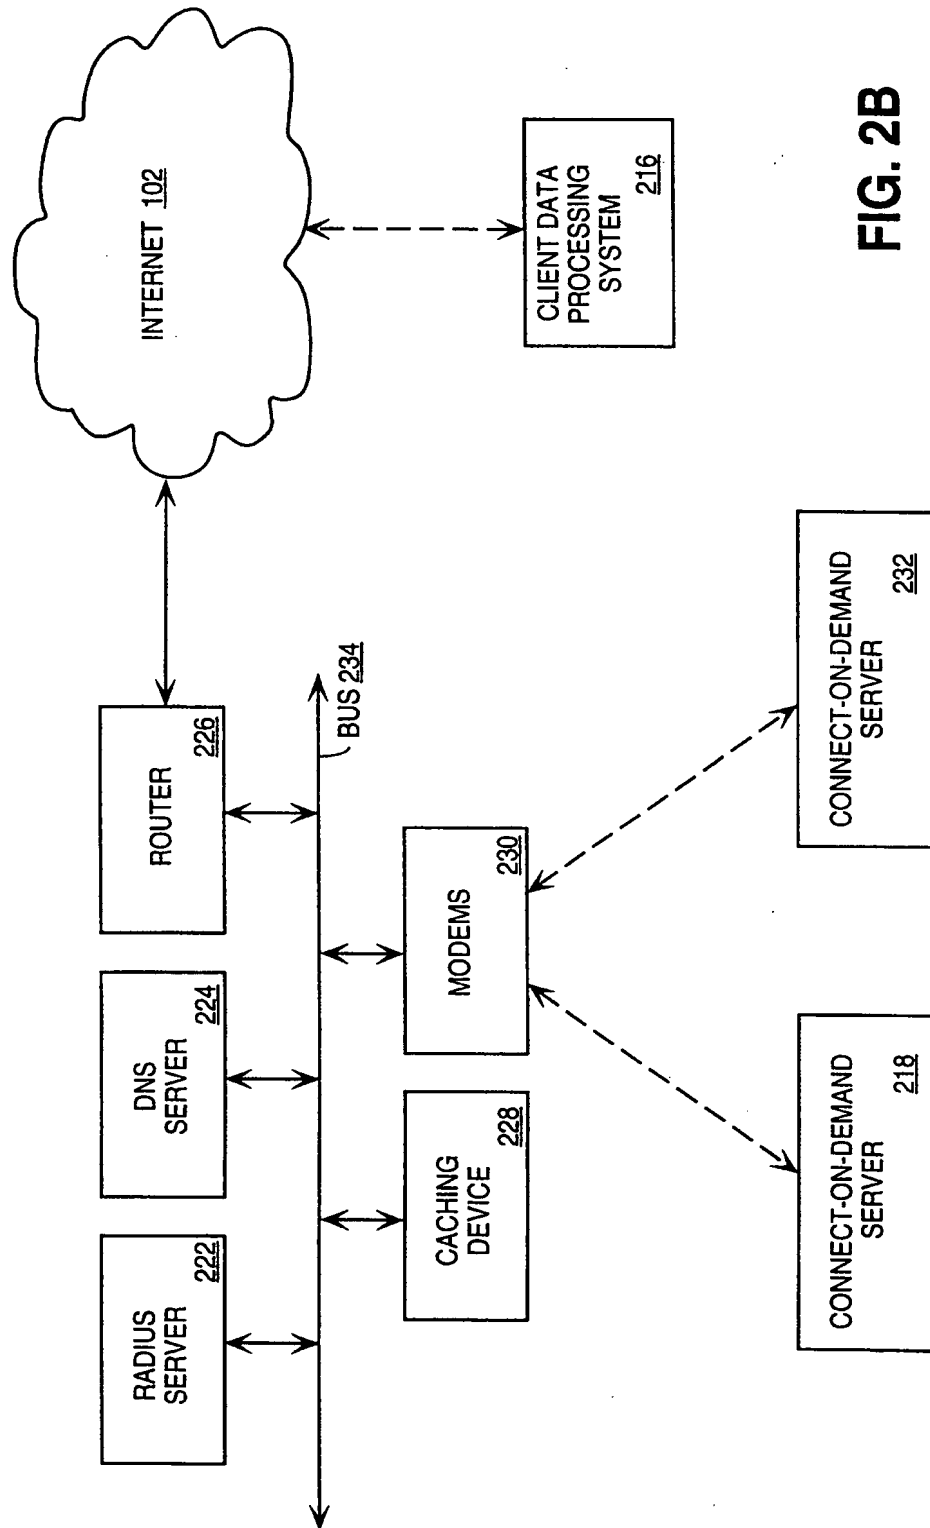 RADIUS
SERVER
222
DNS
SERVER
224
ROUTER
226
INTERNET 102
BUS 234
CACHING
DEVICE
228
MODEMS
230
CLIENT DATA
PROCESSING
SYSTEM
216
CONNECT-ON-DEMAND
SERVER
218
CONNECT-ON-DEMAND
SERVER
232
FIG. 2B